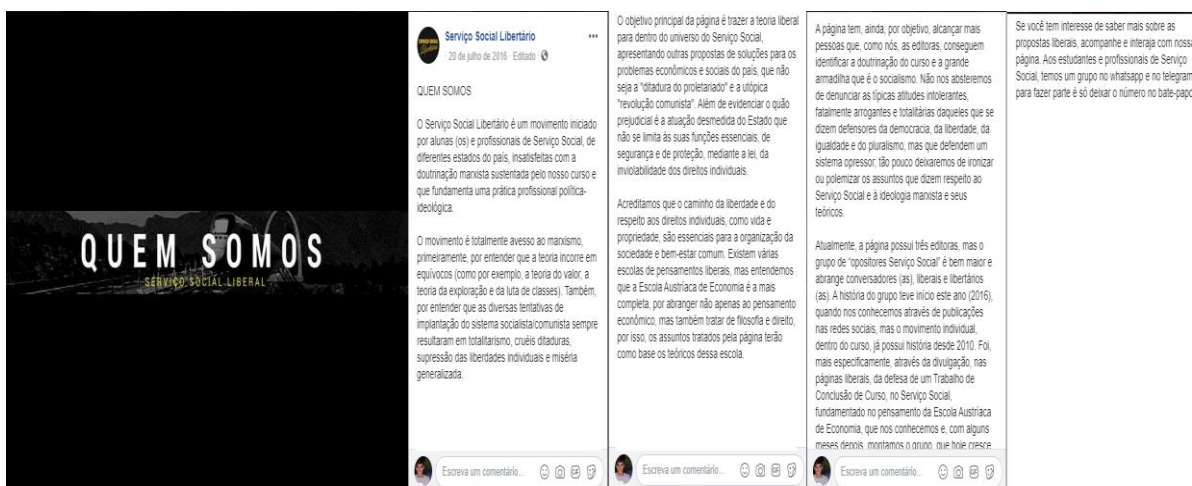 QUEM SOMOS
SERVIÇO SOCIAL LIBERAL
Serviço Social Libertário
20 de julho de 2016 · Editado ·
QUEM SOMOS
O Serviço Social Libertário é um movimento iniciado
por alunas (os) e profissionais de Serviço Social, de
diferentes estados do país, insatisfeitas com a
doutrinação marxista sustentada pelo nosso curso e
que fundamenta uma prática profissional política-
ideológica.
O movimento é totalmente avesso ao marxismo,
primeiramente, por entender que a teoria incorre em
equívocos (como por exemplo, a teoria do valor, a
teoria da exploração e da luta de classes). Também,
por entender que as diversas tentativas de
implantação do sistema socialista/comunista sempre
resultaram em totalitarismo, cruéis ditaduras,
supressão das liberdades individuais e miséria
generalizada.
Escreva um comentário...
O objetivo principal da página é trazer a teoria liberal
para dentro do universo do Serviço Social,
apresentando outras propostas de soluções para os
problemas econômicos e sociais do país, que não
seja a "ditadura do proletariado" e a utópica
"revolução comunista". Além de evidenciar o quão
prejudicial é a atuação desmedida do Estado que
não se limita às suas funções essenciais, de
segurança e de proteção, mediante a lei, da
inviolabilidade dos direitos individuais.
Acreditamos que o caminho da liberdade e do
respeito aos direitos individuais, como vida e
propriedade, são essenciais para a organização da
sociedade e bem-estar comum. Existem várias
escolas de pensamentos liberais, mas entendemos
que a Escola Austríaca de Economia é a mais
completa, por abranger não apenas ao pensamento
econômico, mas também tratar de filosofia e direito,
por isso, os assuntos tratados pela página terão
como base os teóricos dessa escola.
Escreva um comentário...
A página tem, ainda, por objetivo, alcançar mais
pessoas que, como nós, as editoras, conseguem
identificar a doutrinação do curso e a grande
armadilha que é o socialismo. Não nos absteremos
de denunciar as típicas atitudes intolerantes,
fatalmente arrogantes e totalitárias daqueles que se
dizem defensores da democracia, da liberdade, da
igualdade e do pluralismo, mas que defendem um
sistema opressor; tão pouco deixaremos de ironizar
ou polemizar os assuntos que dizem respeito ao
Serviço Social e à ideologia marxista e seus
teóricos.
Atualmente, a página possui três editoras, mas o
grupo de "opositores Serviço Social" é bem maior e
abrange conversadores (as), liberais e libertários
(as). A história do grupo teve início este ano (2016),
quando nos conhecemos através de publicações
nas redes sociais, mas o movimento individual,
dentro do curso, já possui história desde 2010. Foi,
mais especificamente, através da divulgação, nas
páginas liberais, da defesa de um Trabalho de
Conclusão de Curso, no Serviço Social,
fundamentado no pensamento da Escola Austríaca
de Economia, que nos conhecemos e, com alguns
meses depois, montamos o grupo, que hoje cresce
Escreva um comentário...
Se você tem interesse de saber mais sobre as
propostas liberais, acompanhe e interaja com nossa
página. Aos estudantes e profissionais de Serviço
Social, temos um grupo no whatsapp e no telegram,
para fazer parte é só deixar o número no bate-papo